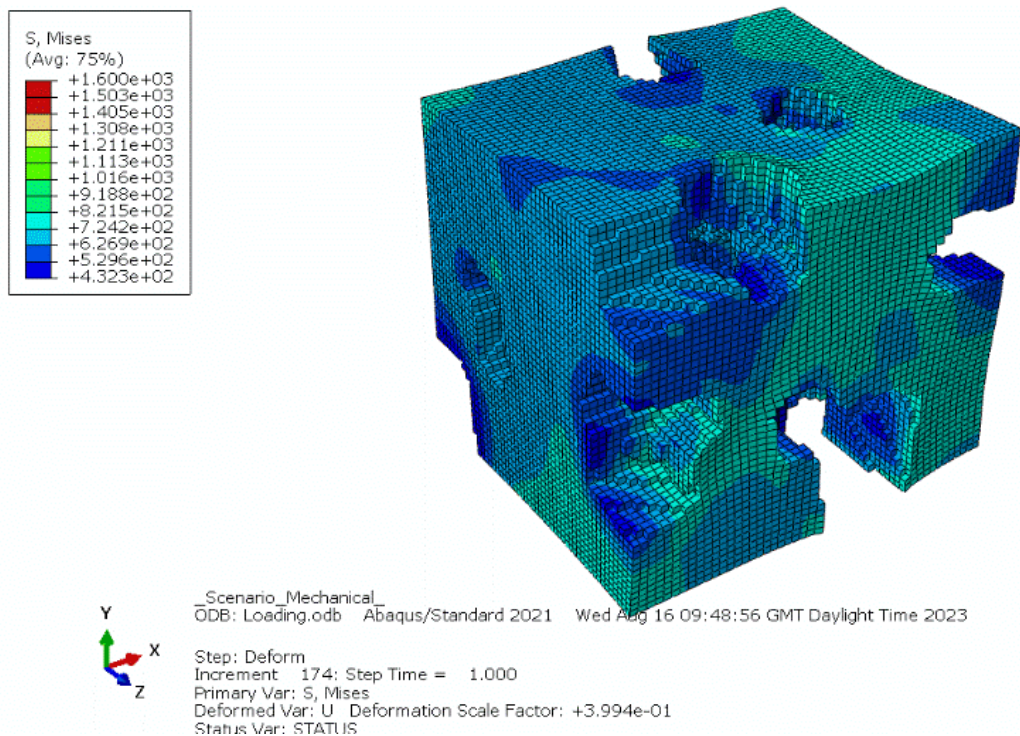 S, Mises
(Avg: 75%)
+1.600e+03
+1.503e+03
+1.405e+03
+1.308e+03
+1.211e+03
+1.113e+03
+1.016e+03
+9.188e+02
+8.215e+02
+7.242e+02
+6.269e+02
+5.296e+02
+4.323e+02
_Scenario_Mechanical_
ODB: Loading.odb Abaqus/Standard 2021 Wed Aug 16 09:48:56 GMT Daylight Time 2023
Y
X
Z
Step: Deform
Increment 174: Step Time = 1.000
Primary Var: S, Mises
Deformed Var: U Deformation Scale Factor: +3.994e-01
Status Var: STATUS